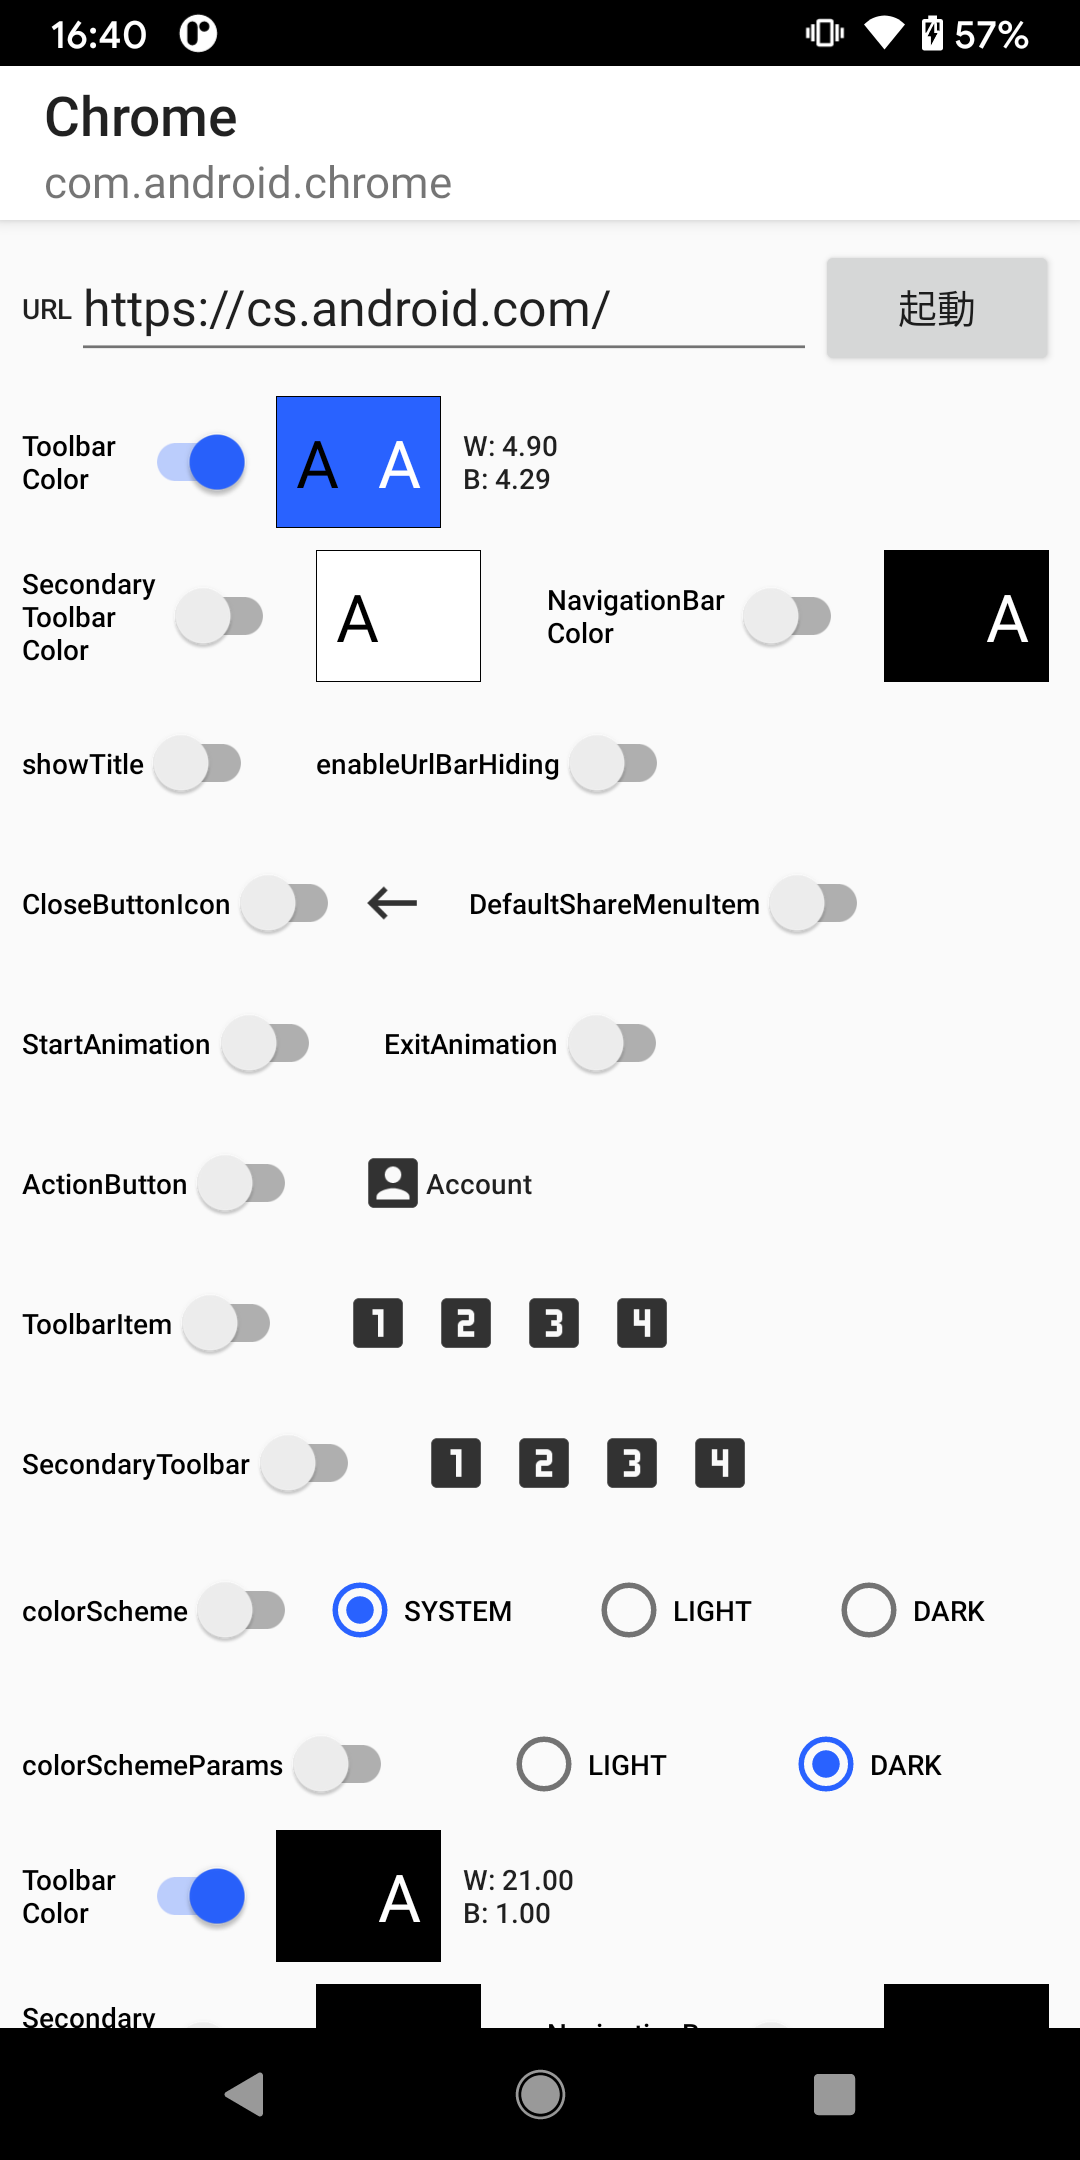 16:40 57%
Chrome
com.android.chrome
URL https://cs.android.com/ 起動
Toolbar Color A A W: 4.90
B: 4.29
Secondary Toolbar Color A NavigationBar Color A
showTitle enableUrlBarHiding
CloseButtonIcon DefaultShareMenuItem
StartAnimation ExitAnimation
ActionButton Account
ToolbarItem 1 2 3 4
SecondaryToolbar 1 2 3 4
colorScheme SYSTEM LIGHT DARK
colorSchemeParams LIGHT DARK
Toolbar Color A W: 21.00
B: 1.00
Secondary